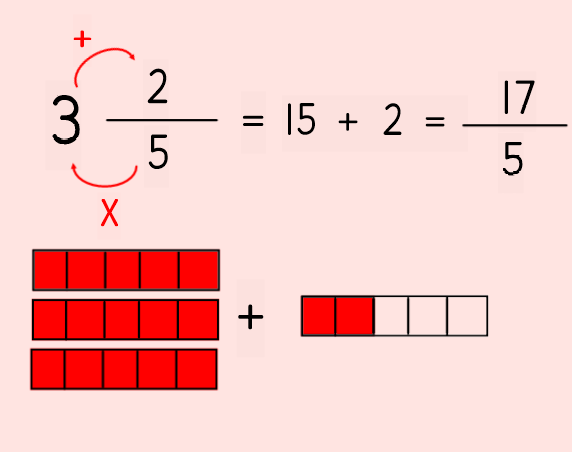 +
3 2/5 = 15 + 2 = 17/5
X
+